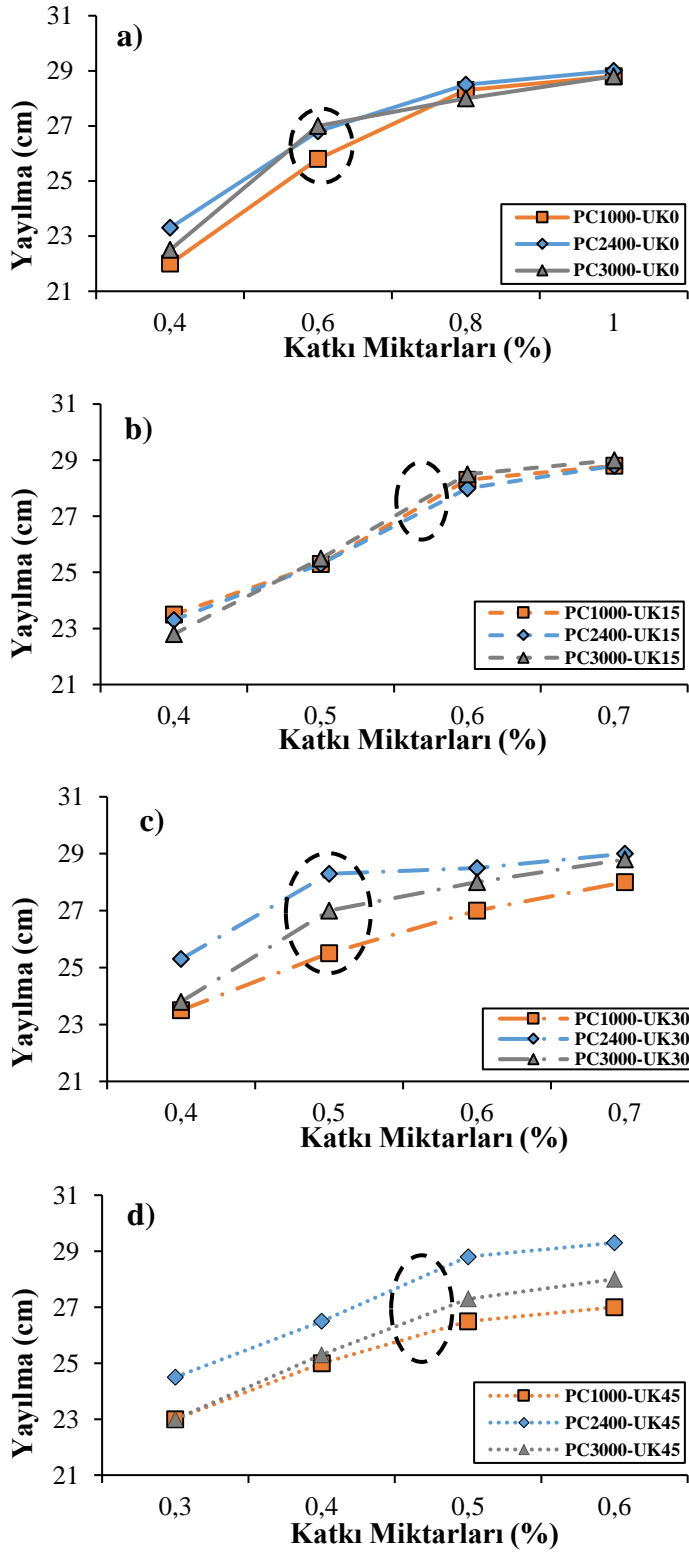 a)
Yayılma (cm)
31
29
27
25
23
21
PC1000-UK0
PC2400-UK0
PC3000-UK0
0,4 0,6 0,8 1
Katkı Miktarları (%)
b)
Yayılma (cm)
31
29
27
25
23
21
PC1000-UK15
PC2400-UK15
PC3000-UK15
0,4 0,5 0,6 0,7
Katkı Miktarları (%)
c)
Yayılma (cm)
31
29
27
25
23
21
PC1000-UK30
PC2400-UK30
PC3000-UK30
0,4 0,5 0,6 0,7
Katkı Miktarları (%)
d)
Yayılma (cm)
31
29
27
25
23
21
PC1000-UK45
PC2400-UK45
PC3000-UK45
0,3 0,4 0,5 0,6
Katkı Miktarları (%)